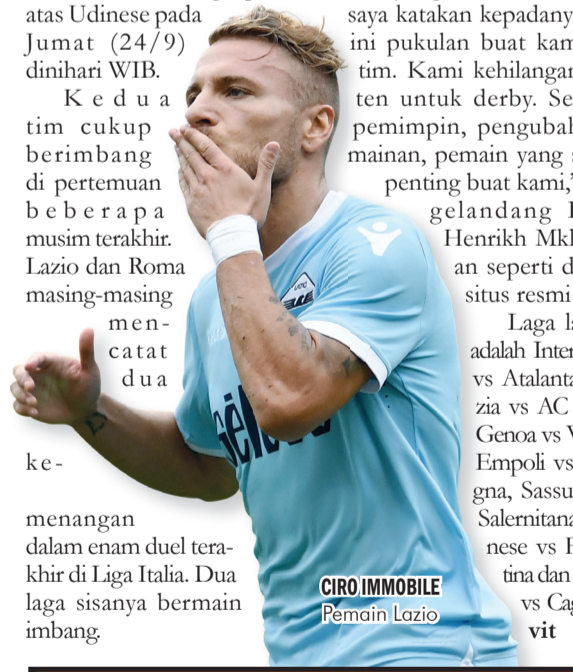 atas Udinese pada
Jumat (24/9)
dinihari WIB.
Kedua
tim cukup
berimbang
di pertemuan
beberapa
musim terakhir.
Lazio dan Roma
masing-masing
men-
catat
dua
ke-
menangan
dalam enam duel tera-
khir di Liga Italia. Dua
laga sisanya bermain
imbang.
saya katakan kepadany
ini pukulan buat kam
tim. Kami kehilangan
ten untuk derby. Se
pemimpin, pengubah
mainan, pemain yang
penting buat kami,"
gelandang
Henrikh Mkh
an seperti d
situs resmi
Laga la
adalah Inter
vs Atalanta
zia vs AC
Genoa vs V
Empoli vs
gna, Sassu
Salernitana
nese vs
tina dan
vs Cag
vit
CIRO IMMOBILE
Pemain Lazio